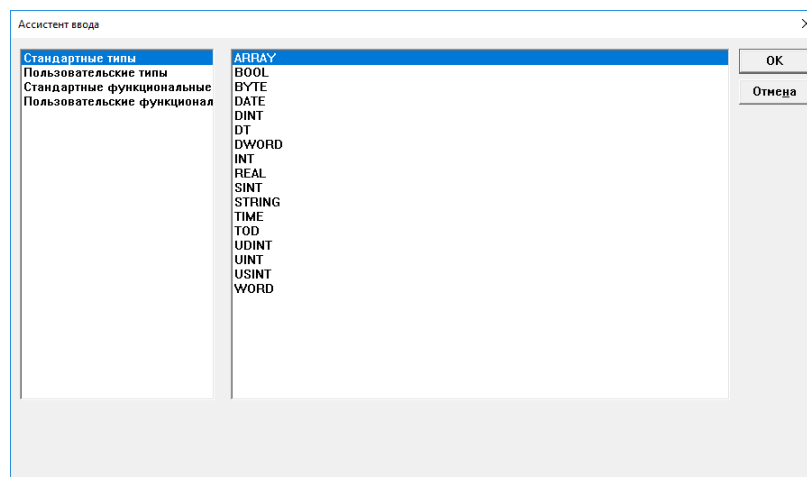 Ассистент ввода
Стандартные типы
Пользовательские типы
Стандартные функциональные
Пользовательские функционал
ARRAY
BOOL
BYTE
DATE
DINT
DT
DWORD
INT
REAL
SINT
STRING
TIME
TOD
UDINT
UINT
USINT
WORD
OK
Отмена